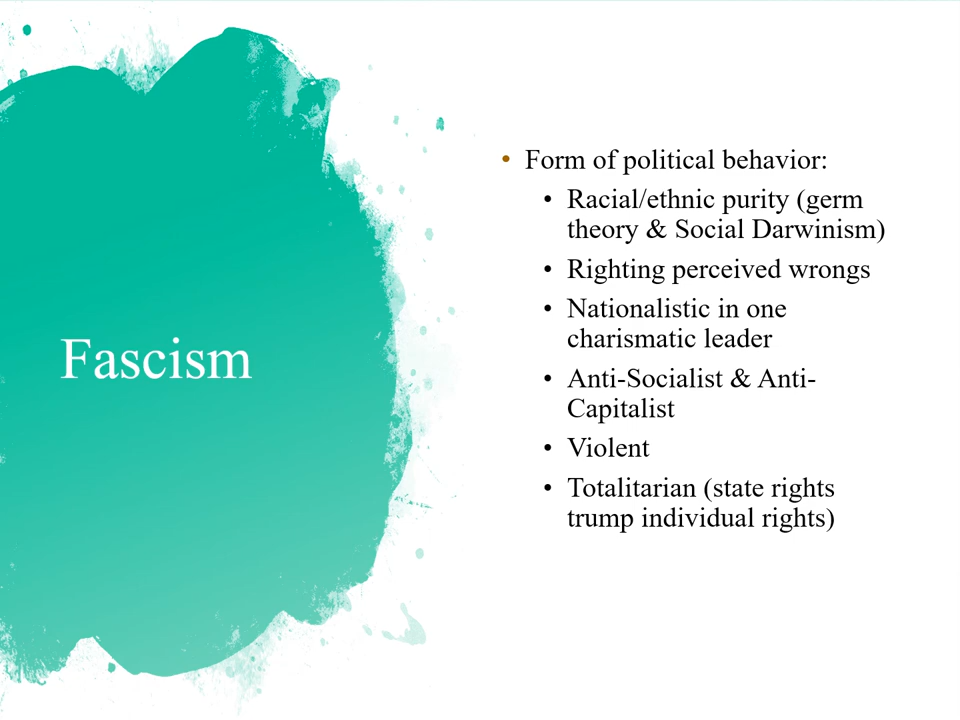 Fascism
• Form of political behavior:
• Racial/ethnic purity (germ
theory & Social Darwinism)
• Righting perceived wrongs
• Nationalistic in one
charismatic leader
• Anti-Socialist & Anti-
Capitalist
• Violent
• Totalitarian (state rights
trump individual rights)